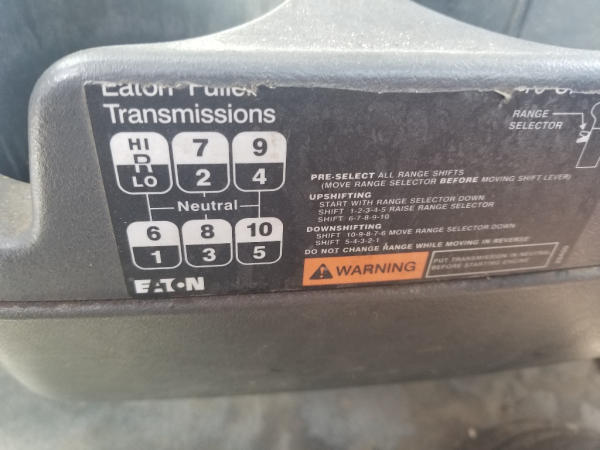 Eaton Fuller
Transmissions
HI 7 9
R
LO 2 4
Neutral
6 8 10
1 3 5
EATON
RANGE
SELECTOR
PRE-SELECT ALL RANGE SHIFTS
(MOVE RANGE SELECTOR BEFORE MOVING SHIFT LEVER)
UPSHIFTING
START WITH RANGE SELECTOR DOWN
SHIFT 1-2-3-4-5 RAISE RANGE SELECTOR
SHIFT 6-7-8-9-10
DOWNSHIFTING
SHIFT 10-9-8-7-6 MOVE RANGE SELECTOR DOWN
SHIFT 5-4-3-2-1
DO NOT CHANGE RANGE WHILE MOVING IN REVERSE
WARNING
PUT TRANSMISSION IN NEUTRAL
BEFORE STARTING ENGINE